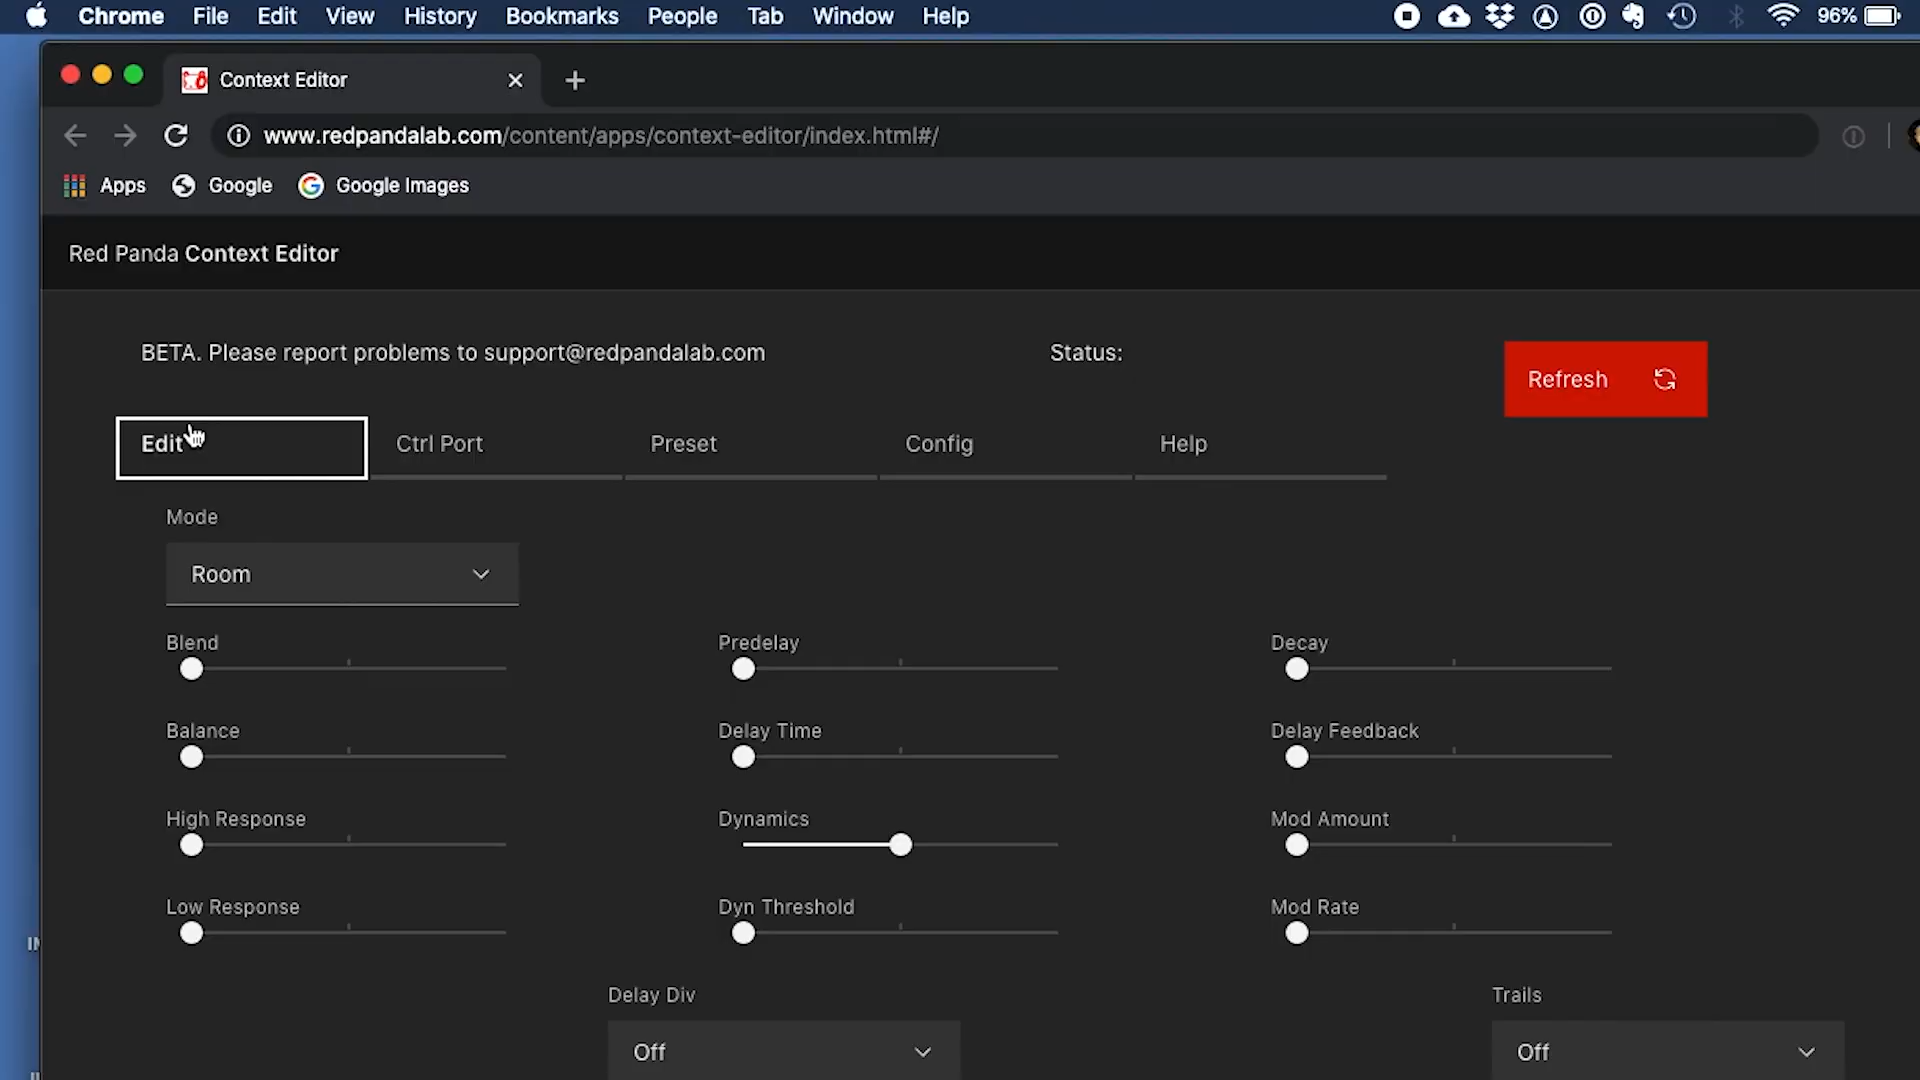 Chrome File Edit View History Bookmarks People Tab Window Help 96%
Context Editor
www.redpandalab.com/content/apps/context-editor/index.html#/
Apps Google Google Images
Red Panda Context Editor
BETA. Please report problems to support@redpandalab.com Status: Refresh
Edit Ctrl Port Preset Config Help
Mode
Room
Blend Predelay Decay
Balance Delay Time Delay Feedback
High Response Dynamics Mod Amount
Low Response Dyn Threshold Mod Rate
Delay Div Trails
Off Off